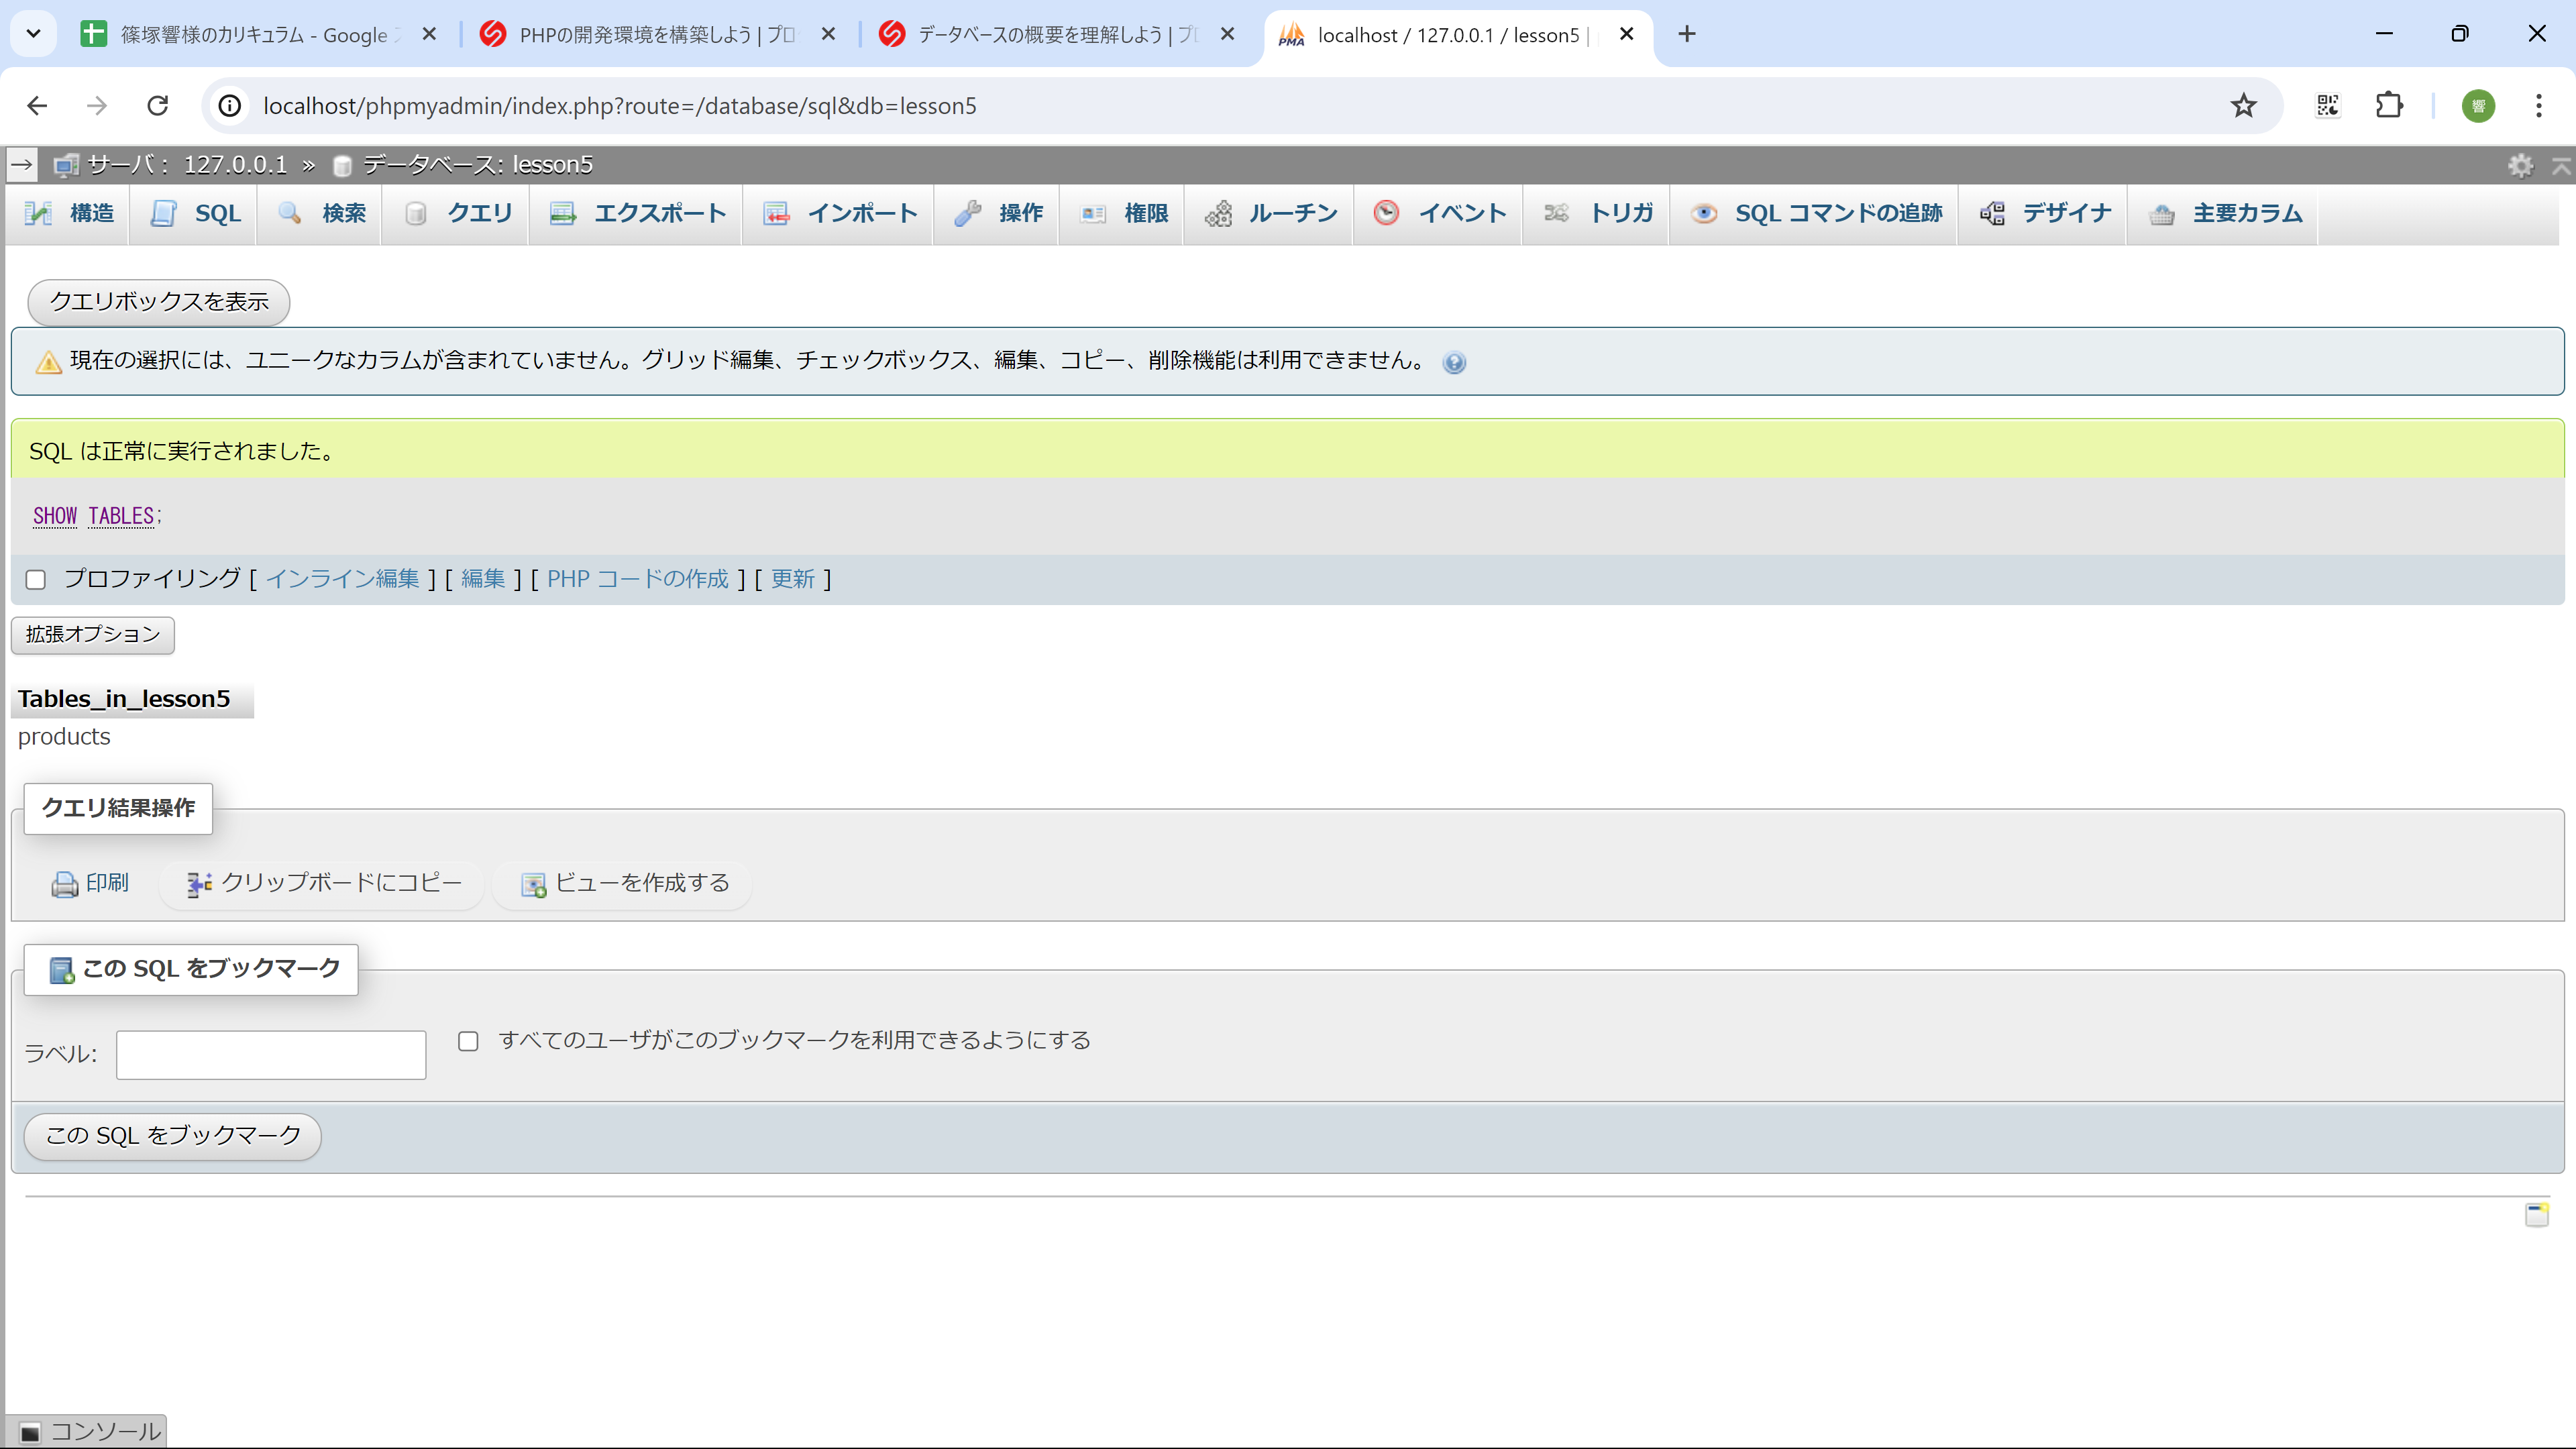 篠塚響様のカリキュラム - Google
PHPの開発環境を構築しよう | プロ
データベースの概要を理解しよう | プ
localhost / 127.0.0.1 / lesson5 |
localhost/phpmyadmin/index.php?route=/database/sql&db=lesson5
響
サーバ： 127.0.0.1 » データベース: lesson5
構造 SQL 検索 クエリ エクスポート インポート 操作 権限 ルーチン イベント トリガ SQL コマンドの追跡 デザイナ 主要カラム
クエリボックスを表示
現在の選択には、ユニークなカラムが含まれていません。グリッド編集、チェックボックス、編集、コピー、削除機能は利用できません。
SQL は正常に実行されました。
SHOW TABLES;
プロファイリング [ インライン編集 ] [ 編集 ] [ PHP コードの作成 ] [ 更新 ]
拡張オプション
Tables_in_lesson5
products
クエリ結果操作
印刷 クリップボードにコピー ビューを作成する
この SQL をブックマーク
ラベル: すべてのユーザがこのブックマークを利用できるようにする
この SQL をブックマーク
コンソール